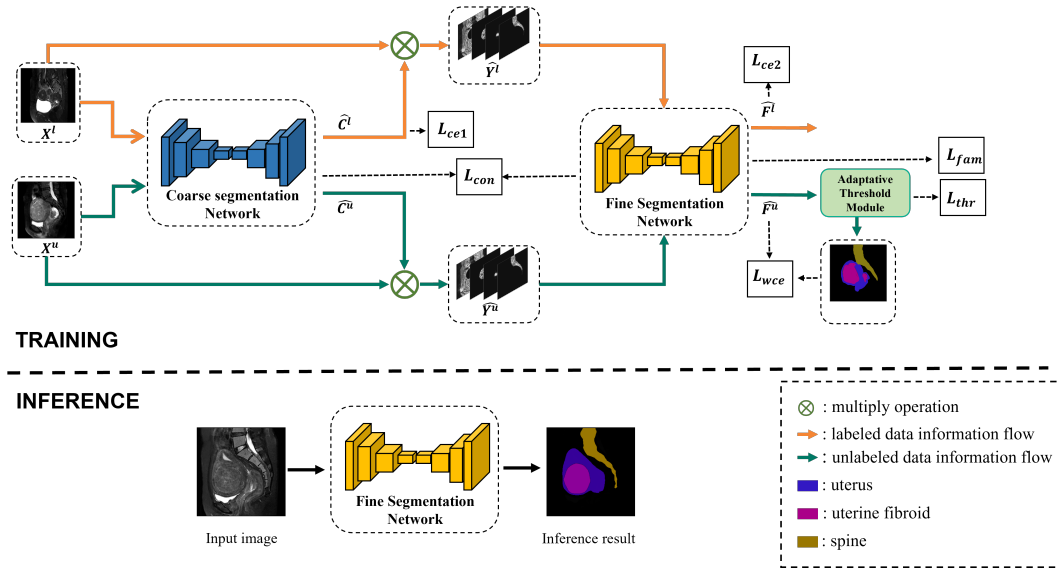 X^l
X^u
Coarse segmentation
Network
Ĉ^l
Ĉ^u
L_ce1
L_con
Ŷ^l
Ŷ^u
Fine Segmentation
Network
L_ce2
F̂^l
F̂^u
L_fam
Adaptative
Threshold
Module
L_thr
L_wce
TRAINING
INFERENCE
Fine Segmentation
Network
Input image
Inference result
: multiply operation
: labeled data information flow
: unlabeled data information flow
: uterus
: uterine fibroid
: spine